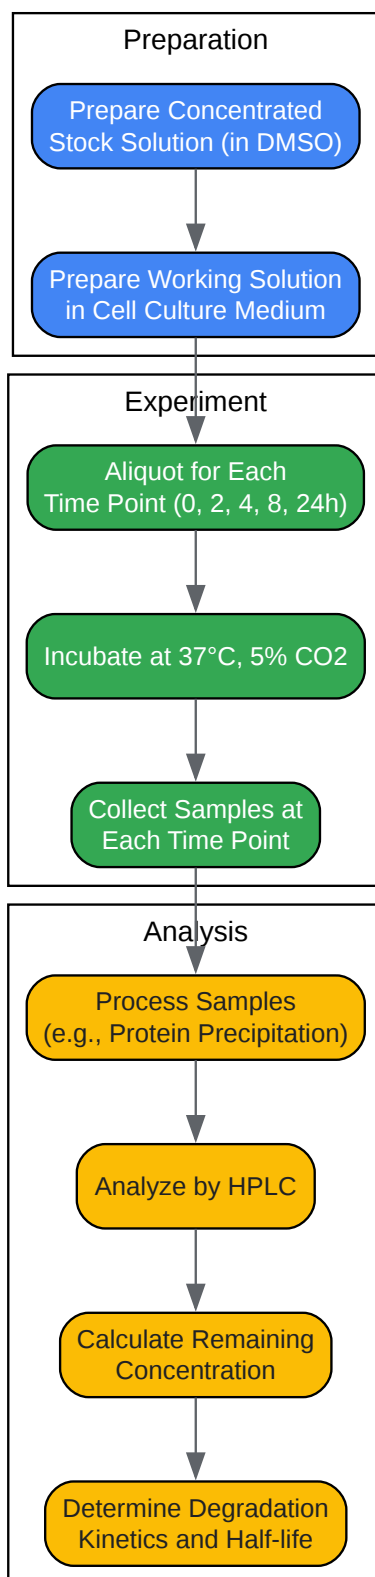 Preparation
Prepare Concentrated
Stock Solution (in DMSO)
Prepare Working Solution
in Cell Culture Medium
Experiment
Aliquot for Each
Time Point (0, 2, 4, 8, 24h)
Incubate at 37°C, 5% CO2
Collect Samples at
Each Time Point
Analysis
Process Samples
(e.g., Protein Precipitation)
Analyze by HPLC
Calculate Remaining
Concentration
Determine Degradation
Kinetics and Half-life